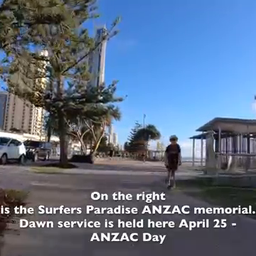 On the right
is the Surfers Paradise ANZAC memorial.
Dawn service is held here April 25 -
ANZAC Day